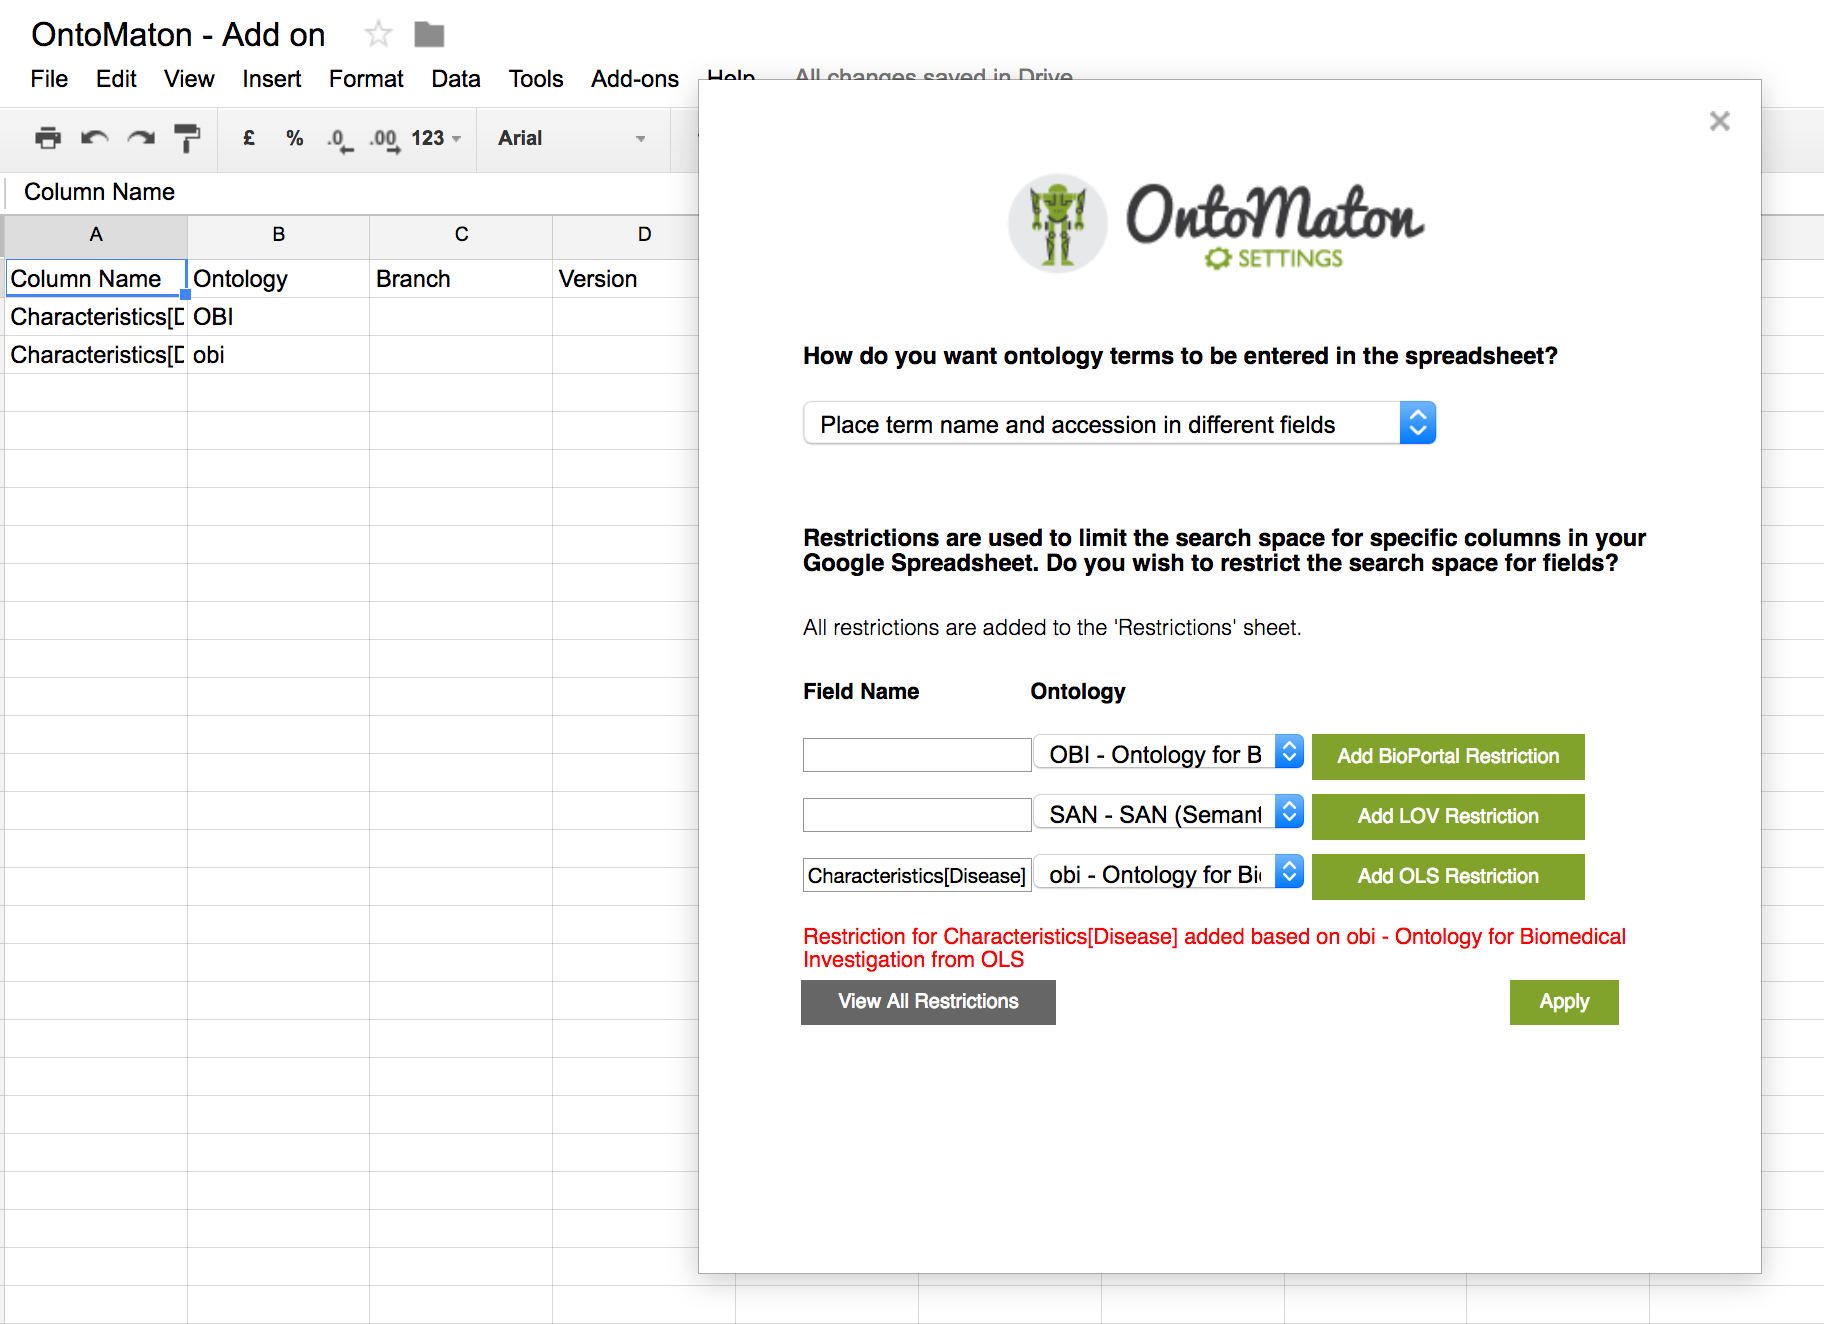 OntoMaton - Add on
File Edit View Insert Format Data Tools Add-ons Help All changes saved in Drive
£ % .0 .00 123 Arial
Column Name
A B C D
Column Name Ontology Branch Version
Characteristics[D OBI
Characteristics[D obi
OntoMaton
SETTINGS
How do you want ontology terms to be entered in the spreadsheet?
Place term name and accession in different fields
Restrictions are used to limit the search space for specific columns in your
Google Spreadsheet. Do you wish to restrict the search space for fields?
All restrictions are added to the 'Restrictions' sheet.
Field Name Ontology
OBI - Ontology for B Add BioPortal Restriction
SAN - SAN (Semant Add LOV Restriction
Characteristics[Disease] obi - Ontology for Bi Add OLS Restriction
Restriction for Characteristics[Disease] added based on obi - Ontology for Biomedical
Investigation from OLS
View All Restrictions Apply